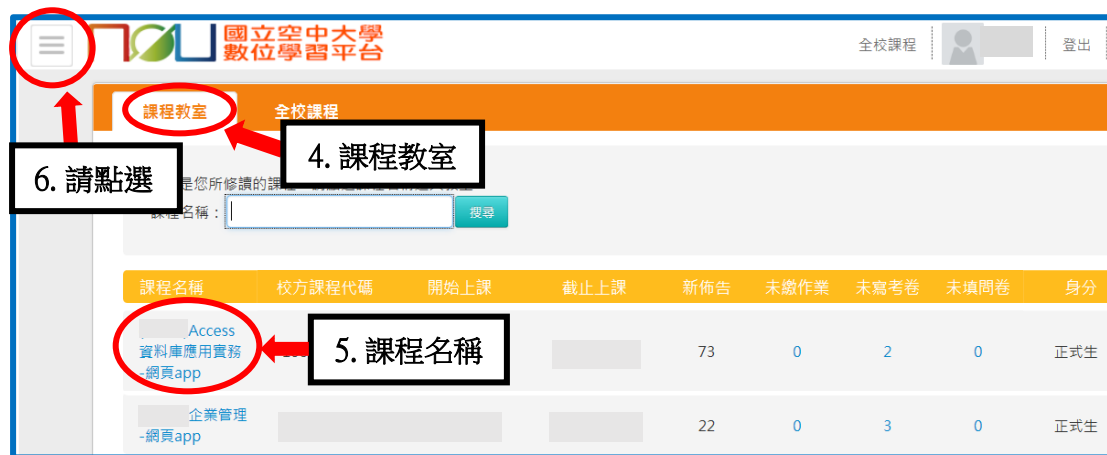 國立空中大學
數位學習平台
全校課程
登出
課程教室
全校課程
4. 課程教室
6. 請點選
是您所修讀的課
課程名稱：
搜尋
課程名稱 校方課程代碼 開始上課 截止上課 新佈告 未繳作業 未寫考卷 未填問卷 身分
Access
資料庫應用實務
-網頁app
5. 課程名稱
73 0 2 0 正式生
企業管理
-網頁app
22 0 3 0 正式生